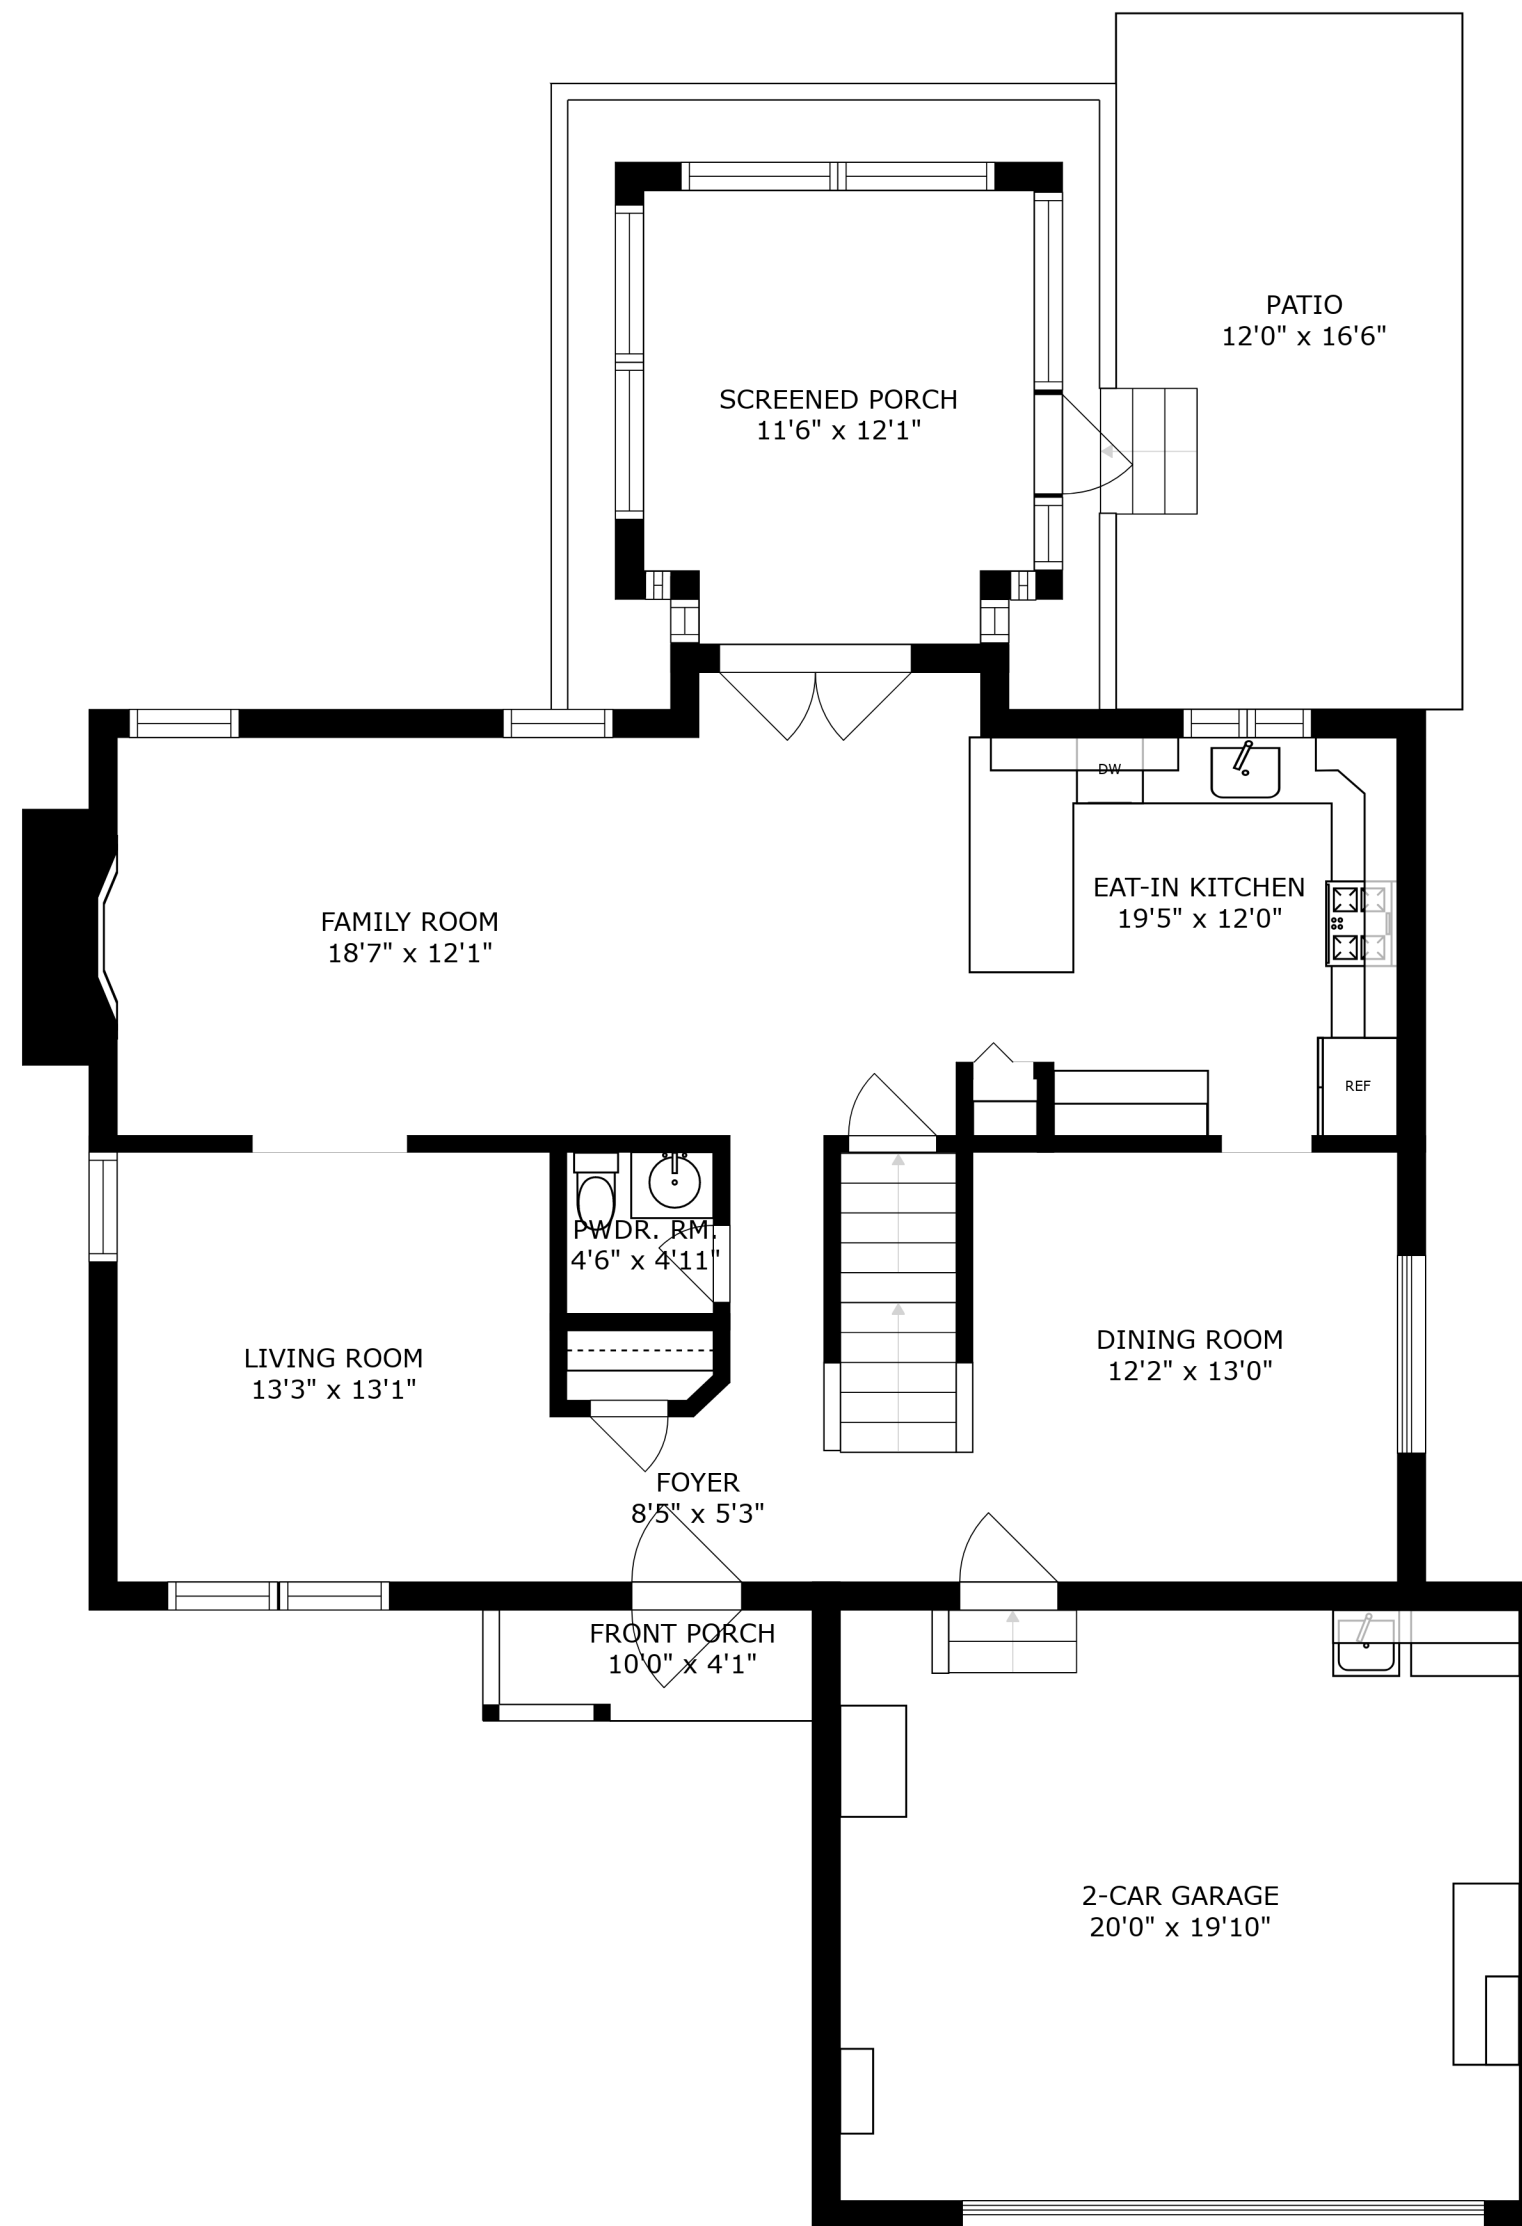 PATIO
12'0" x 16'6"
SCREENED PORCH
11'6" x 12'1"
DW
EAT-IN KITCHEN
19'5" x 12'0"
FAMILY ROOM
18'7" x 12'1"
REF
PWDR. RM.
4'6" x 4'11"
LIVING ROOM
13'3" x 13'1"
DINING ROOM
12'2" x 13'0"
FOYER
8'5" x 5'3"
FRONT PORCH
10'0" x 4'1"
2-CAR GARAGE
20'0" x 19'10"